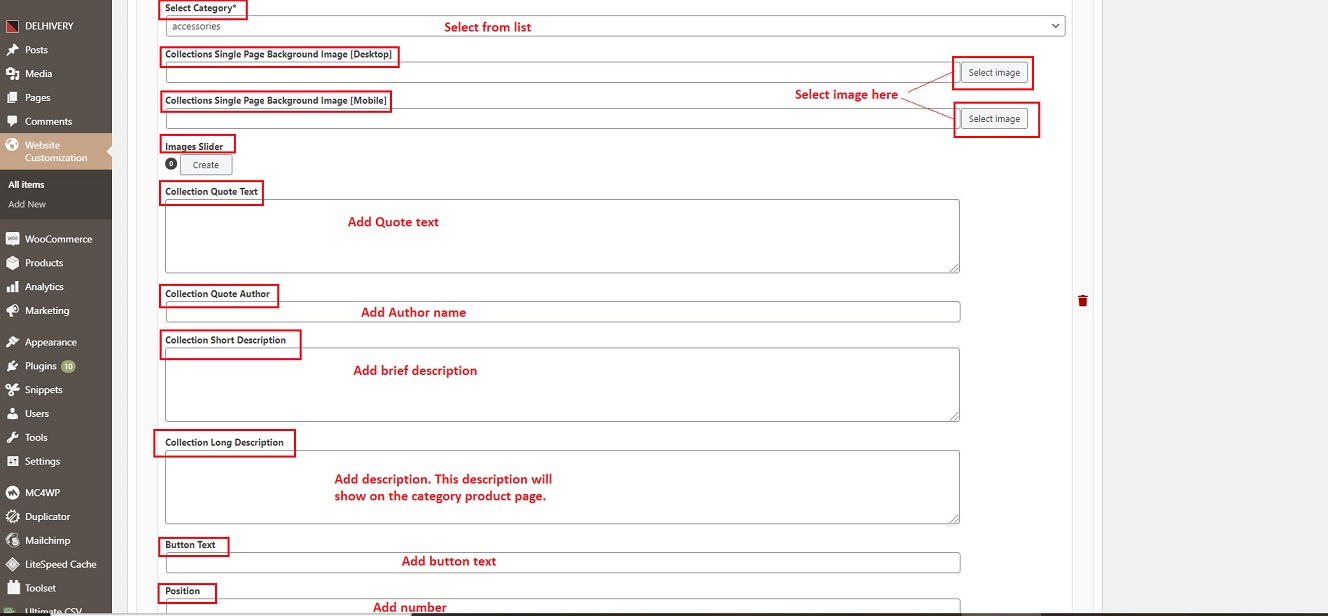 DELHIVERY
Posts
Media
Pages
Comments
Website
Customization
All items
Add New
WooCommerce
Products
Analytics
Marketing
Appearance
Plugins 10
Snippets
Users
Tools
Settings
MC4WP
Duplicator
Mailchimp
LiteSpeed Cache
Toolset
Ultimate CSV
Select Category*
accessories
Select from list
Collections Single Page Background Image [Desktop]
Select image
Select image here
Collections Single Page Background Image [Mobile]
Select image
Images Slider
0 Create
Collection Quote Text
Add Quote text
Collection Quote Author
Add Author name
Collection Short Description
Add brief description
Collection Long Description
Add description. This description will
show on the category product page.
Button Text
Add button text
Position
Add number